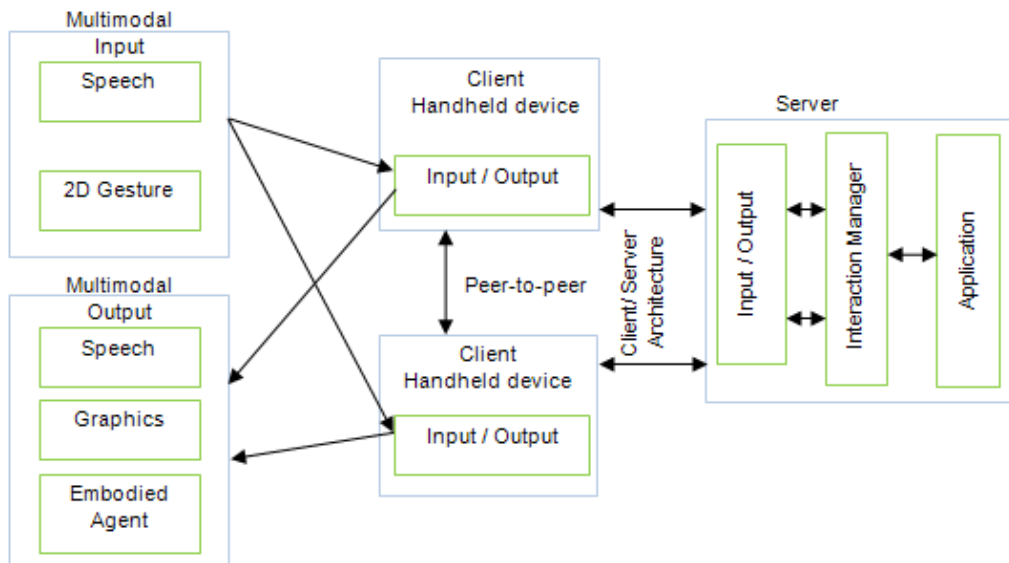 Multimodal
Input
Speech
2D Gesture
Multimodal
Output
Speech
Graphics
Embodied
Agent
Client
Handheld device
Input / Output
Peer-to-peer
Client
Handheld device
Input / Output
Client/ Server
Architecture
Server
Input / Output
Interaction Manager
Application